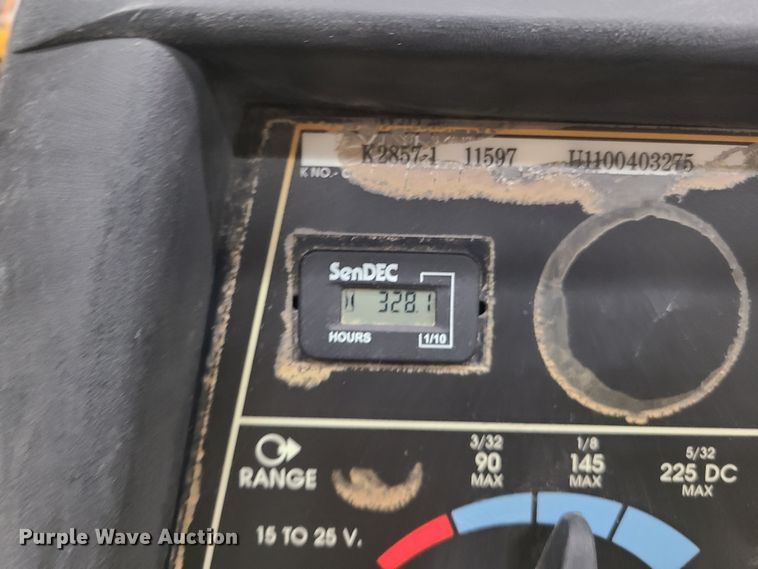 K2857-1 11597 U1100403275
K NO.-
SenDEC
328.1
HOURS 1/10
RANGE
3/32
90
MAX
1/8
145
MAX
5/32
225 DC
MAX
15 TO 25 V.
Purple Wave Auction